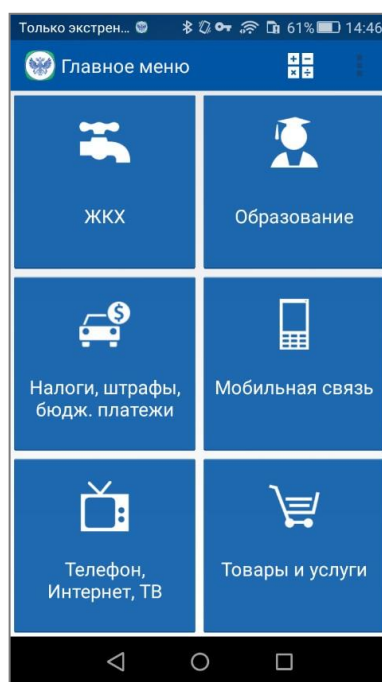 Только экстрен... 61% 14:46
Главное меню
ЖКХ
Образование
Налоги, штрафы,
бюдж. платежи
Мобильная связь
Телефон,
Интернет, ТВ
Товары и услуги